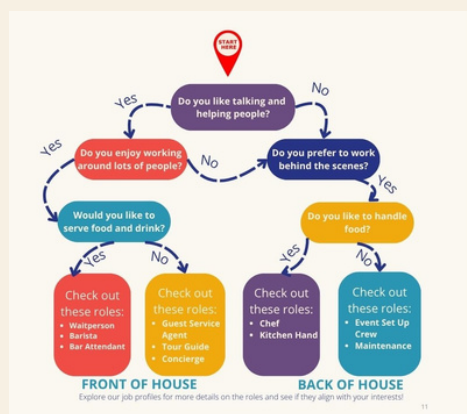 START
HERE
Do you like talking and
helping people?
Yes
No
Do you enjoy working
around lots of people?
Yes
No
Do you prefer to work
behind the scenes?
Yes
Would you like to
serve food and drink?
Yes
No
Do you like to handle
food?
Yes
No
Check out
these roles:
• Waitperson
• Barista
• Bar Attendant
Check out
these roles:
• Guest Service
Agent
• Tour Guide
• Concierge
Check out
these roles:
• Chef
• Kitchen Hand
Check out
these roles:
• Event Set Up
Crew
• Maintenance
FRONT OF HOUSE
BACK OF HOUSE
Explore our job profiles for more details on the roles and see if they align with your interests!
11